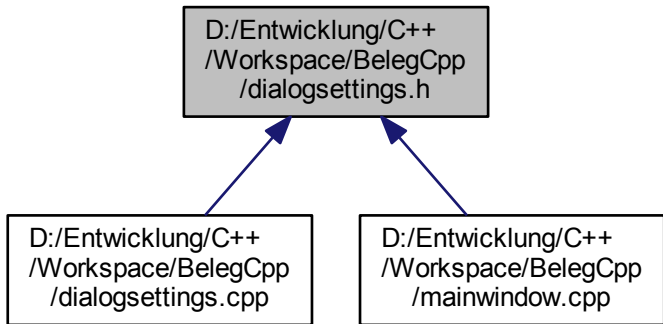 D:/Entwicklung/C++
/Workspace/BelegCpp
/dialogsettings.h
D:/Entwicklung/C++
/Workspace/BelegCpp
/dialogsettings.cpp
D:/Entwicklung/C++
/Workspace/BelegCpp
/mainwindow.cpp